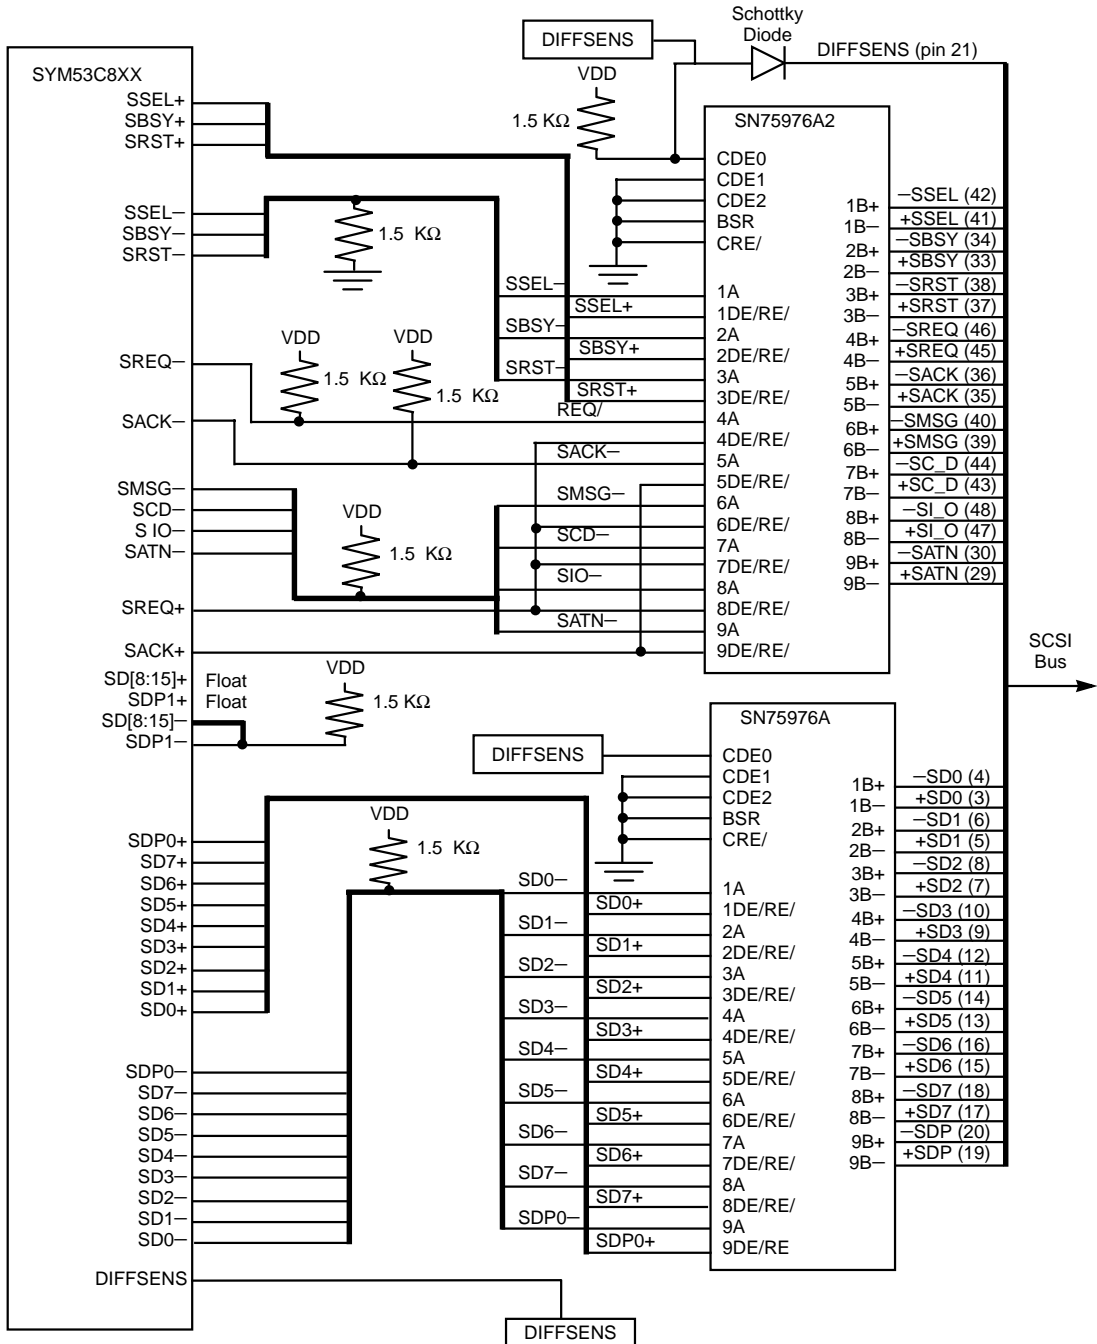 Schottky
Diode
DIFFSENS
DIFFSENS (pin 21)
SYM53C8XX
SSEL+
SBSY+
SRST+
SSEL−
SBSY−
SRST−
SREQ−
SACK−
SMSG−
SCD−
S IO−
SATN−
SREQ+
SACK+
SD[8:15]+ Float
SDP1+ Float
SD[8:15]−
SDP1−
SDP0+
SD7+
SD6+
SD5+
SD4+
SD3+
SD2+
SD1+
SD0+
SDP0−
SD7−
SD6−
SD5−
SD4−
SD3−
SD2−
SD1−
SD0−
DIFFSENS
VDD
1.5 KΩ
1.5 KΩ
VDD
1.5 KΩ
VDD
1.5 KΩ
VDD
1.5 KΩ
VDD
1.5 KΩ
SSEL−
SSEL+
SBSY−
SBSY+
SRST−
SRST+
REQ/
SACK−
SMSG−
SCD−
SIO−
SATN−
SN75976A2
CDE0
CDE1
CDE2
BSR
CRE/
1A
1DE/RE/
2A
2DE/RE/
3A
3DE/RE/
4A
4DE/RE/
5A
5DE/RE/
6A
6DE/RE/
7A
7DE/RE/
8A
8DE/RE/
9A
9DE/RE/
1B+ −SSEL (42)
1B− +SSEL (41)
2B+ −SBSY (34)
2B− +SBSY (33)
3B+ −SRST (38)
3B− +SRST (37)
4B+ −SREQ (46)
4B− +SREQ (45)
5B+ −SACK (36)
5B− +SACK (35)
6B+ −SMSG (40)
6B− +SMSG (39)
7B+ −SC_D (44)
7B− +SC_D (43)
8B+ −SI_O (48)
8B− +SI_O (47)
9B+ −SATN (30)
9B− +SATN (29)
SCSI
Bus
DIFFSENS
VDD
1.5 KΩ
SD0−
SD0+
SD1−
SD1+
SD2−
SD2+
SD3−
SD3+
SD4−
SD4+
SD5−
SD5+
SD6−
SD6+
SD7−
SD7+
SDP0−
SDP0+
SN75976A
CDE0
CDE1
CDE2
BSR
CRE/
1A
1DE/RE/
2A
2DE/RE/
3A
3DE/RE/
4A
4DE/RE/
5A
5DE/RE/
6A
6DE/RE/
7A
7DE/RE/
8A
8DE/RE/
9A
9DE/RE
1B+ −SD0 (4)
1B− +SD0 (3)
2B+ −SD1 (6)
2B− +SD1 (5)
3B+ −SD2 (8)
3B− +SD2 (7)
4B+ −SD3 (10)
4B− +SD3 (9)
5B+ −SD4 (12)
5B− +SD4 (11)
6B+ −SD5 (14)
6B− +SD5 (13)
7B+ −SD6 (16)
7B− +SD6 (15)
8B+ −SD7 (18)
8B− +SD7 (17)
9B+ −SDP (20)
9B− +SDP (19)
DIFFSENS